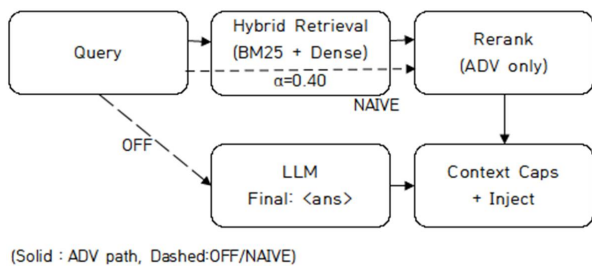 Query
Hybrid Retrieval
(BM25 + Dense)
α=0.40
Rerank
(ADV only)
NAIVE
OFF
LLM
Final: <ans>
Context Caps
+ Inject
(Solid : ADV path, Dashed:OFF/NAIVE)